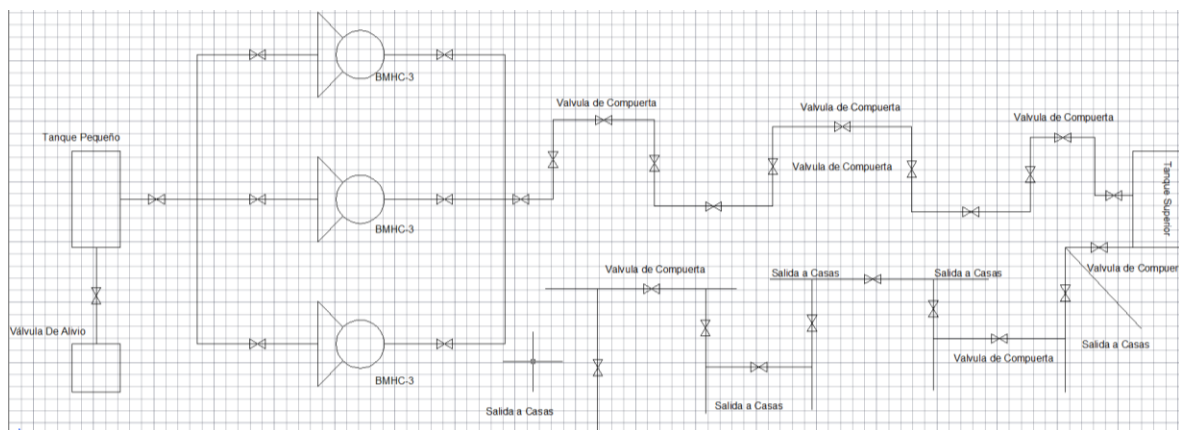 BMHC-3
Valvula de Compuerta
Valvula de Compuerta
Valvula de Compuerta
Tanque Pequeño
Valvula de Compuerta
Tanque Superior
BMHC-3
Valvula de Compuerta
Salida a Casas
Salida a Casas
Valvula de Compuer
Válvula De Alivio
Salida a Casas
Valvula de Compuerta
BMHC-3
Salida a Casas
Salida a Casas